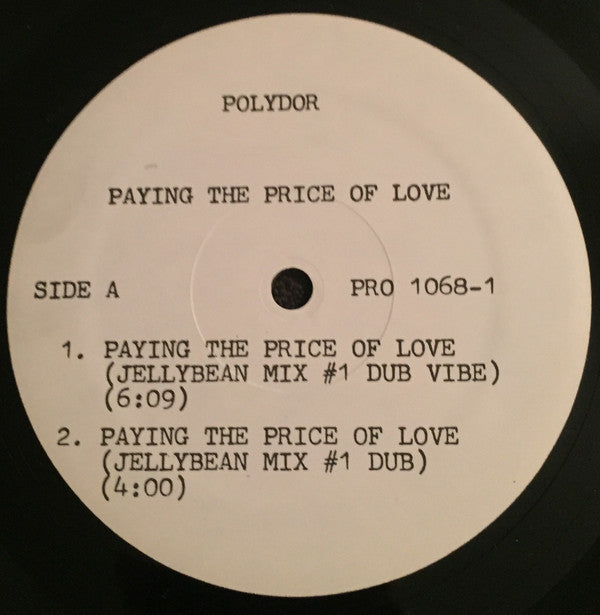 POLYDOR
PAYING THE PRICE OF LOVE
SIDE A
PRO 1068-1
1. PAYING THE PRICE OF LOVE
(JELLYBEAN MIX #1 DUB VIBE)
(6:09)
2. PAYING THE PRICE OF LOVE
(JELLYBEAN MIX #1 DUB)
(4:00)